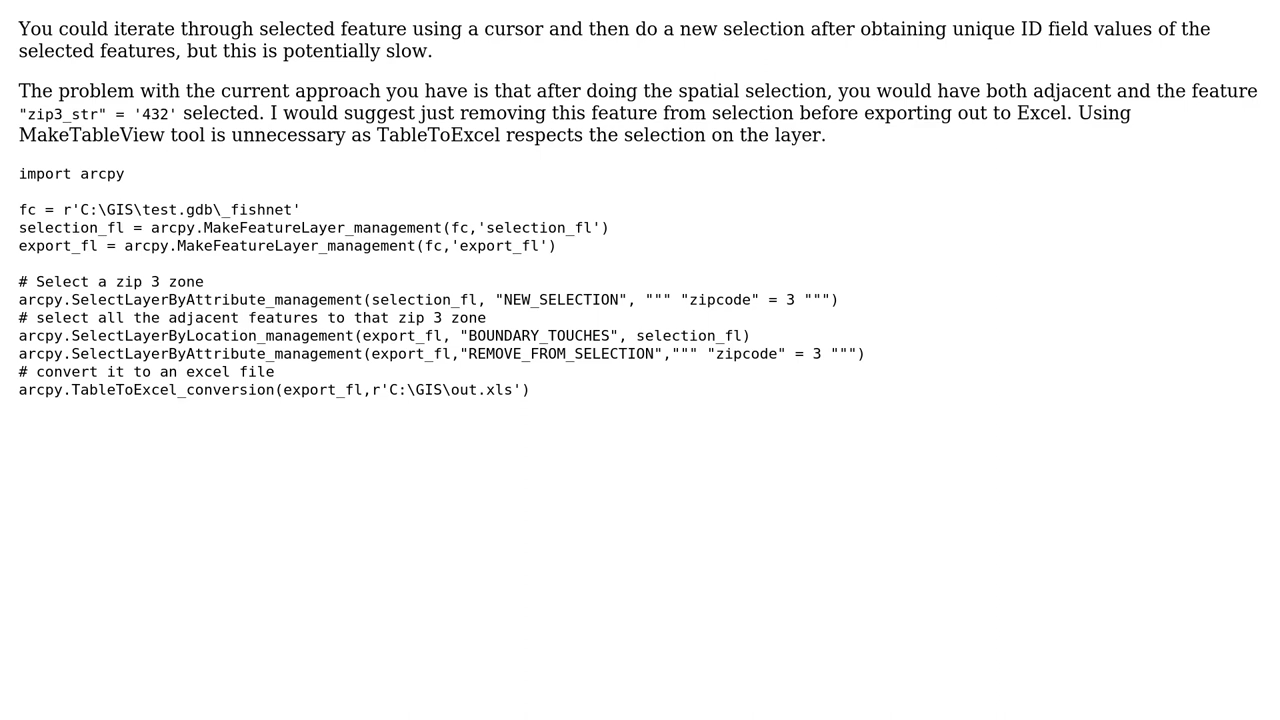 You could iterate through selected feature using a cursor and then do a new selection after obtaining unique ID field values of the
selected features, but this is potentially slow.
The problem with the current approach you have is that after doing the spatial selection, you would have both adjacent and the feature
"zip3_str" = '432' selected. I would suggest just removing this feature from selection before exporting out to Excel. Using
MakeTableView tool is unnecessary as TableToExcel respects the selection on the layer.
import arcpy
fc = r'C:\GIS\test.gdb\_fishnet'
selection_fl = arcpy.MakeFeatureLayer_management(fc,'selection_fl')
export_fl = arcpy.MakeFeatureLayer_management(fc,'export_fl')
# Select a zip 3 zone
arcpy.SelectLayerByAttribute_management(selection_fl, "NEW_SELECTION", """ "zipcode" = 3 """)
# select all the adjacent features to that zip 3 zone
arcpy.SelectLayerByLocation_management(export_fl, "BOUNDARY_TOUCHES", selection_fl)
arcpy.SelectLayerByAttribute_management(export_fl,"REMOVE_FROM_SELECTION",""" "zipcode" = 3 """)
# convert it to an excel file
arcpy.TableToExcel_conversion(export_fl,r'C:\GIS\out.xls')